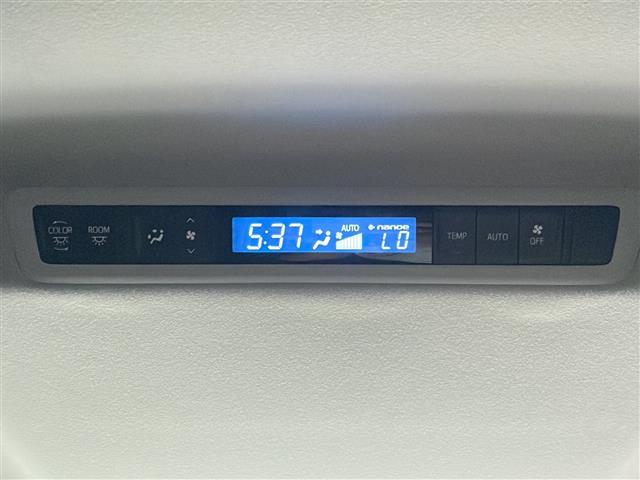 COLOR ROOM
5:37 AUTO nanoe LO
TEMP AUTO OFF